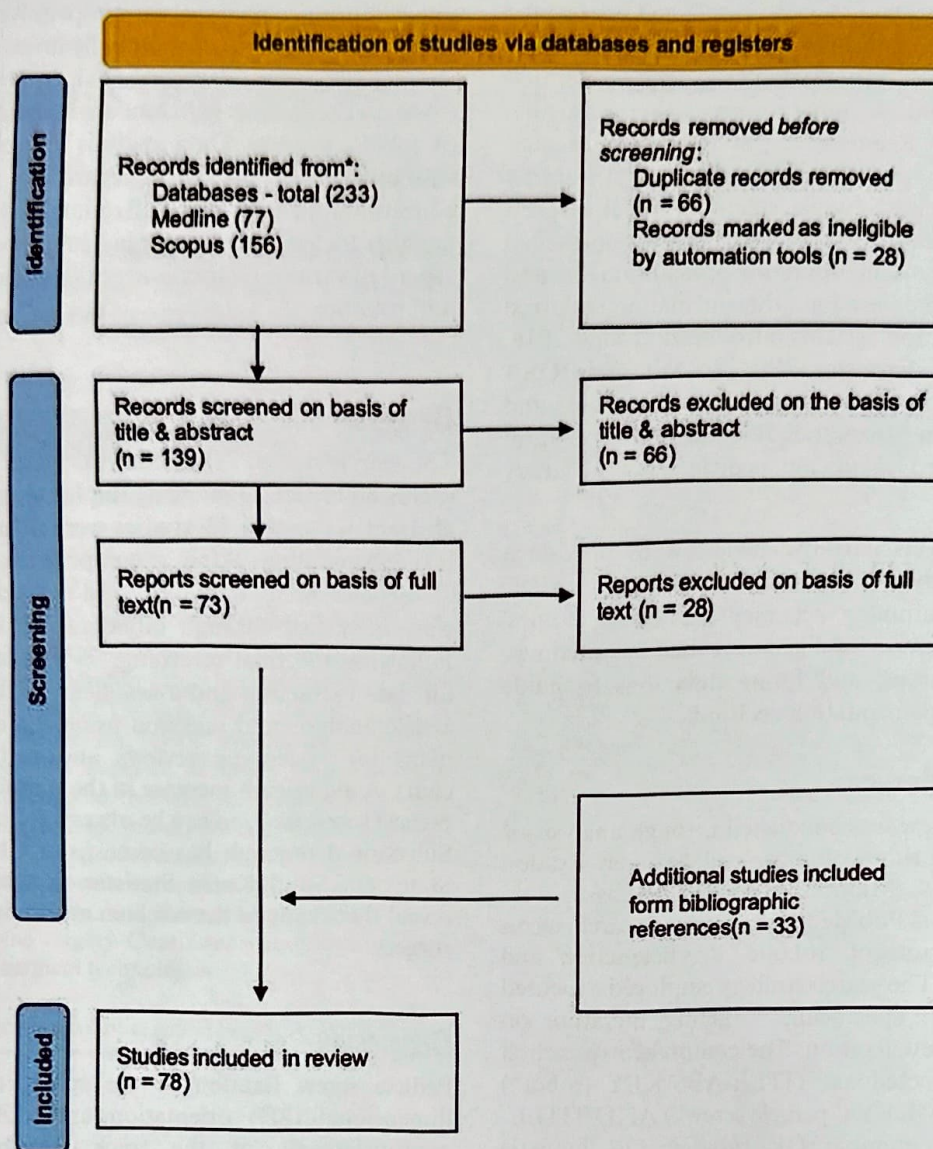 Identification of studies via databases and registers
Identification
Records identified from*:
Databases - total (233)
Medline (77)
Scopus (156)
Records removed before
screening:
Duplicate records removed
(n = 66)
Records marked as ineligible
by automation tools (n = 28)
Screening
Records screened on basis of
title & abstract
(n = 139)
Records excluded on the basis of
title & abstract
(n = 66)
Reports screened on basis of full
text(n = 73)
Reports excluded on basis of full
text (n = 28)
Additional studies included
form bibliographic
references(n = 33)
Included
Studies included in review
(n = 78)